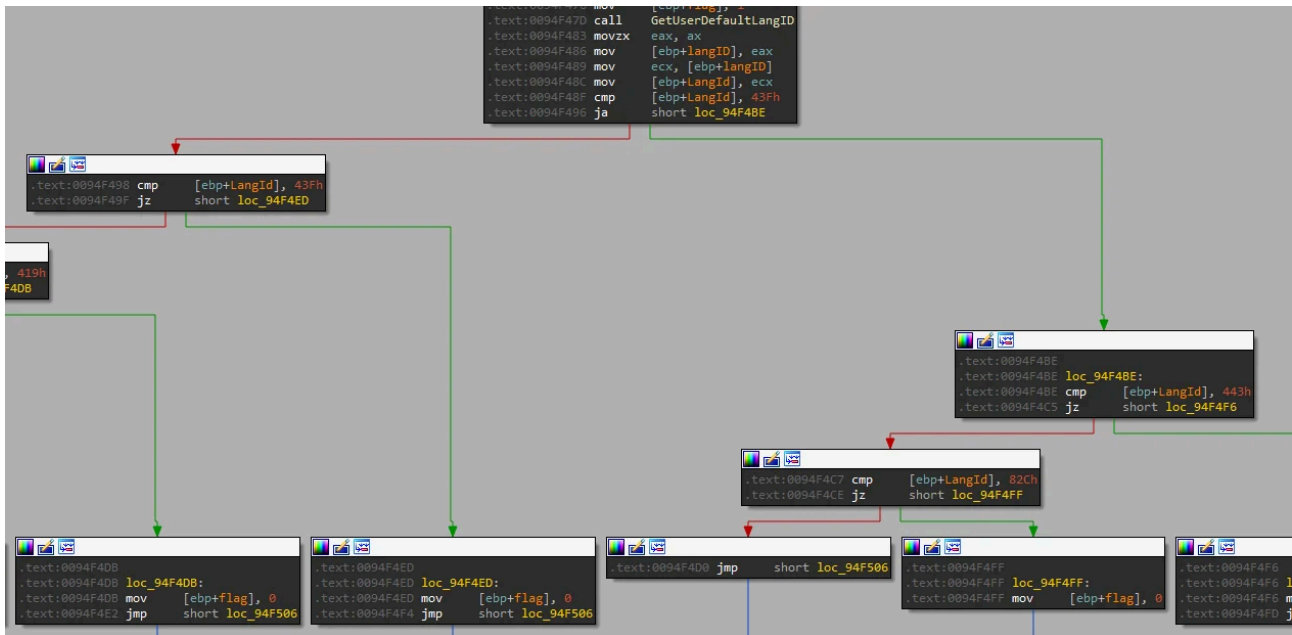 .text:0094F47D call GetUserDefaultLangID
.text:0094F483 movzx eax, ax
.text:0094F486 mov [ebp+langID], eax
.text:0094F489 mov ecx, [ebp+langID]
.text:0094F48C mov [ebp+LangId], ecx
.text:0094F48F cmp [ebp+LangId], 43Fh
.text:0094F496 ja short loc_94F4BE
.text:0094F498 cmp [ebp+LangId], 43Fh
.text:0094F49F jz short loc_94F4ED
, 419h
F4DB
.text:0094F4BE
.text:0094F4BE loc_94F4BE:
.text:0094F4BE cmp [ebp+LangId], 443h
.text:0094F4C5 jz short loc_94F4F6
.text:0094F4C7 cmp [ebp+LangId], 82Ch
.text:0094F4CE jz short loc_94F4FF
.text:0094F4DB
.text:0094F4DB loc_94F4DB:
.text:0094F4DB mov [ebp+flag], 0
.text:0094F4E2 jmp short loc_94F506
.text:0094F4ED
.text:0094F4ED loc_94F4ED:
.text:0094F4ED mov [ebp+flag], 0
.text:0094F4F4 jmp short loc_94F506
.text:0094F4D0 jmp short loc_94F506
.text:0094F4FF
.text:0094F4FF loc_94F4FF:
.text:0094F4FF mov [ebp+flag], 0
.text:0094F4F6
.text:0094F4F6
.text:0094F4F6
.text:0094F4FD